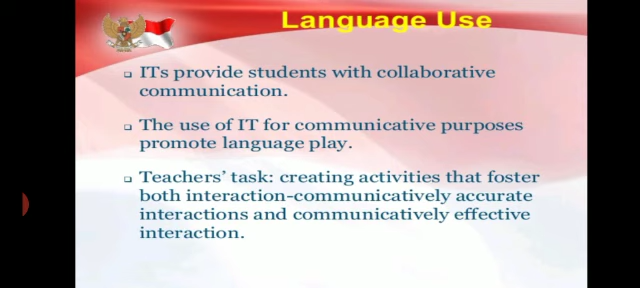 Language Use
ITs provide students with collaborative
communication.
The use of IT for communicative purposes
promote language play.
Teachers' task: creating activities that foster
both interaction-communicatively accurate
interactions and communicatively effective
interaction.